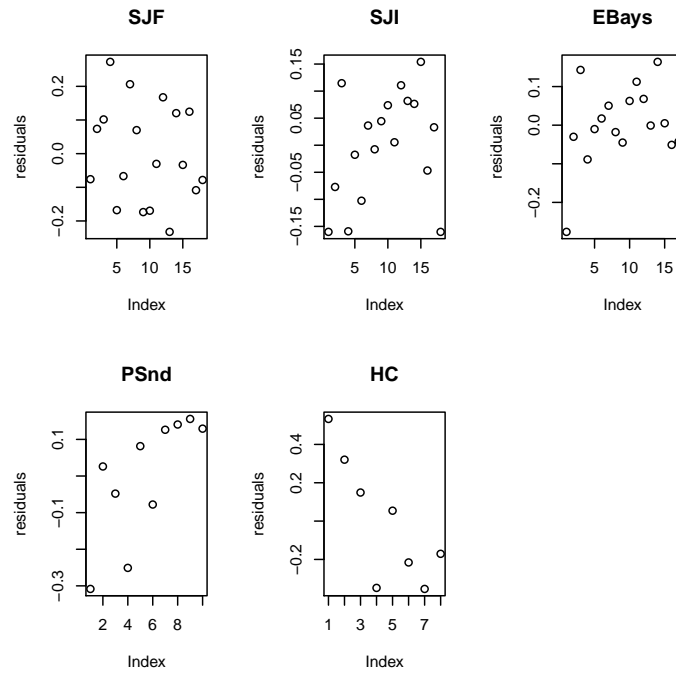 SJF
SJI
EBays
residuals
−0.2 0.0 0.2
5 10 15
Index
residuals
−0.15 −0.05 0.05 0.15
5 10 15
Index
residuals
−0.2 0.0 0.1
5 10 15
Index
PSnd
HC
residuals
−0.3 −0.1 0.1
2 4 6 8
Index
residuals
−0.2 0.2 0.4
1 3 5 7
Index